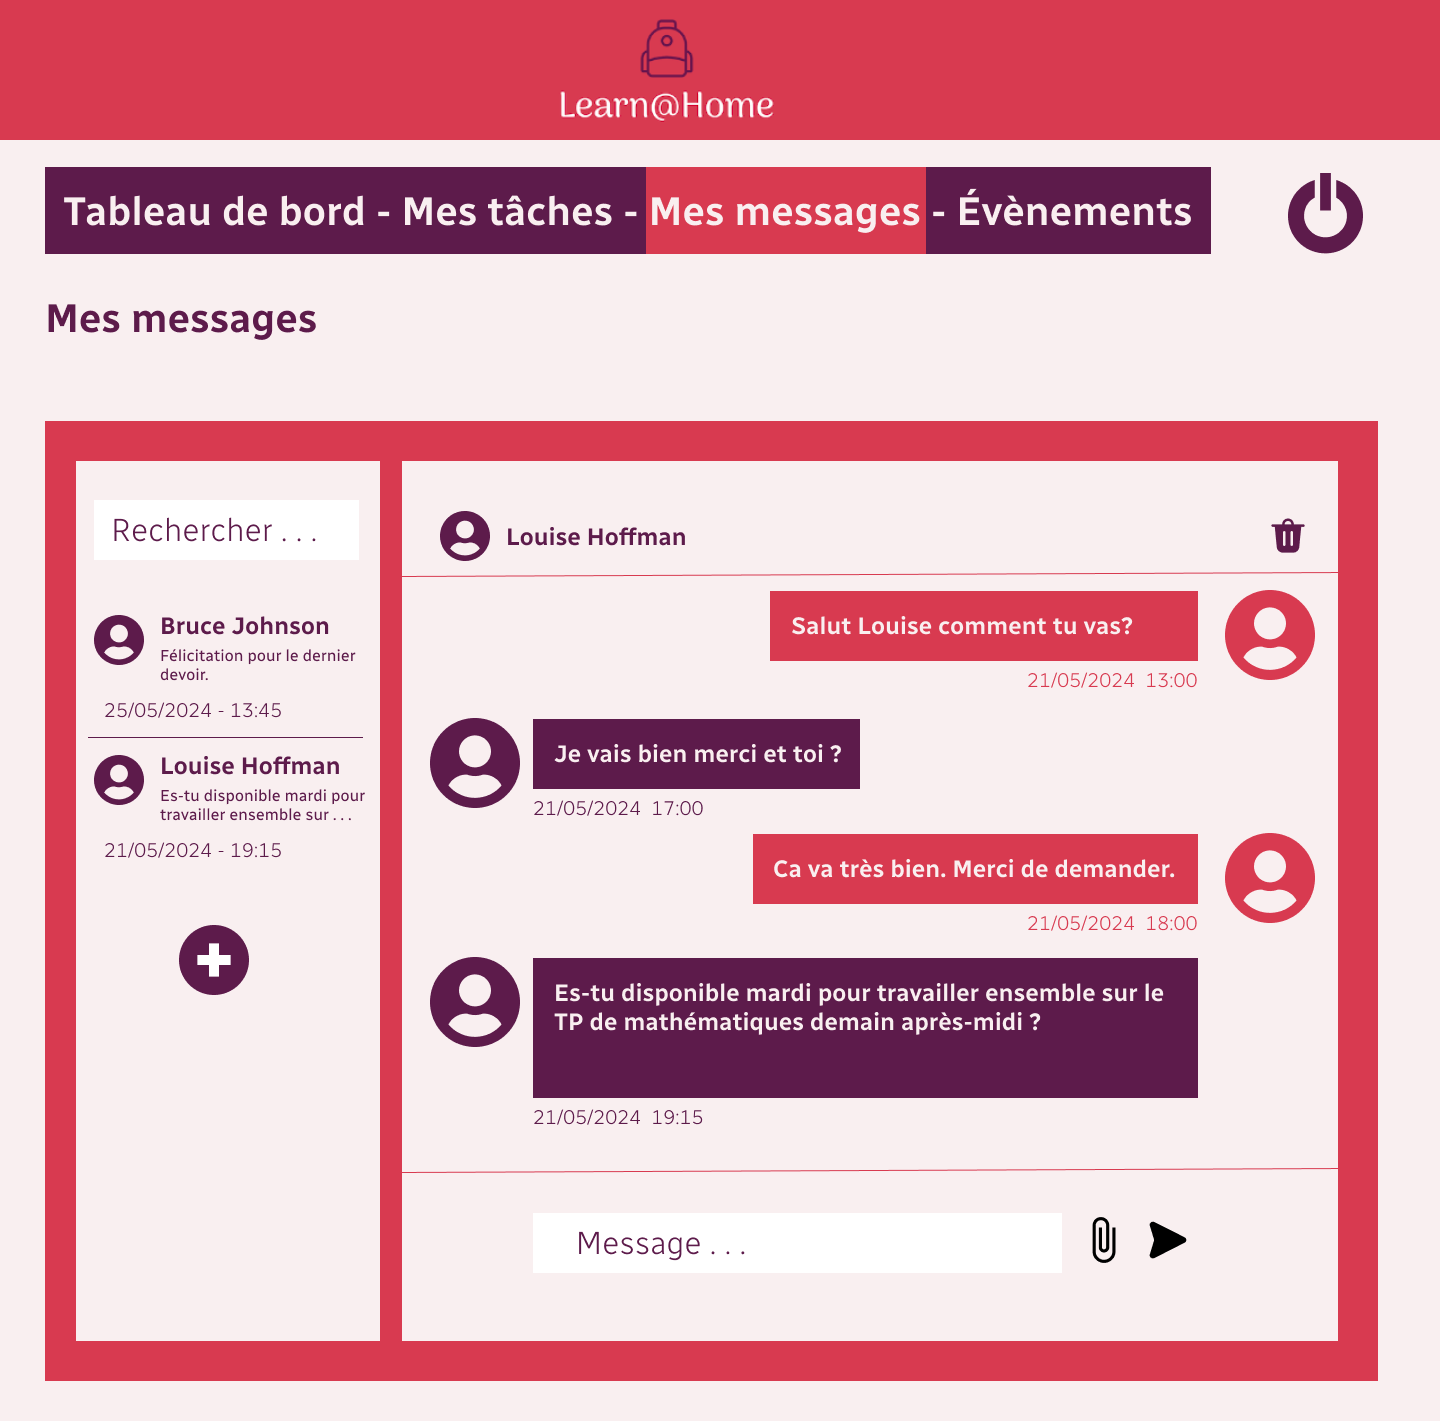 Learn@Home
Tableau de bord - Mes tâches - Mes messages - Évènements
Mes messages
Rechercher . . .
Bruce Johnson
Félicitation pour le dernier
devoir.
25/05/2024 - 13:45
Louise Hoffman
Es-tu disponible mardi pour
travailler ensemble sur . . .
21/05/2024 - 19:15
Louise Hoffman
Salut Louise comment tu vas?
21/05/2024 13:00
Je vais bien merci et toi ?
21/05/2024 17:00
Ca va très bien. Merci de demander.
21/05/2024 18:00
Es-tu disponible mardi pour travailler ensemble sur le
TP de mathématiques demain après-midi ?
21/05/2024 19:15
Message . . .